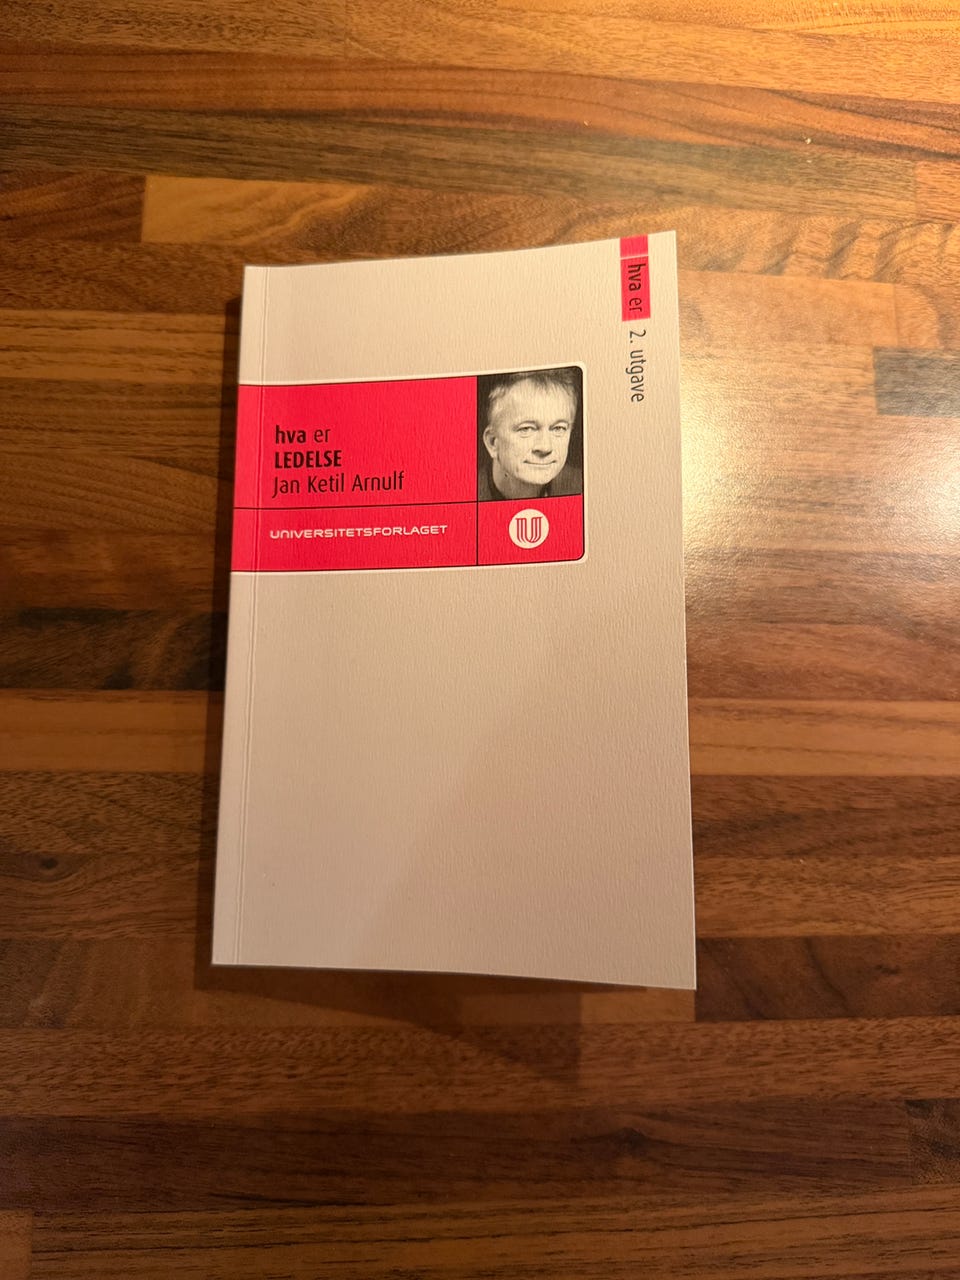 hva er 2. utgave
hva er
LEDELSE
Jan Ketil Arnulf
UNIVERSITETSFORLAGET
U